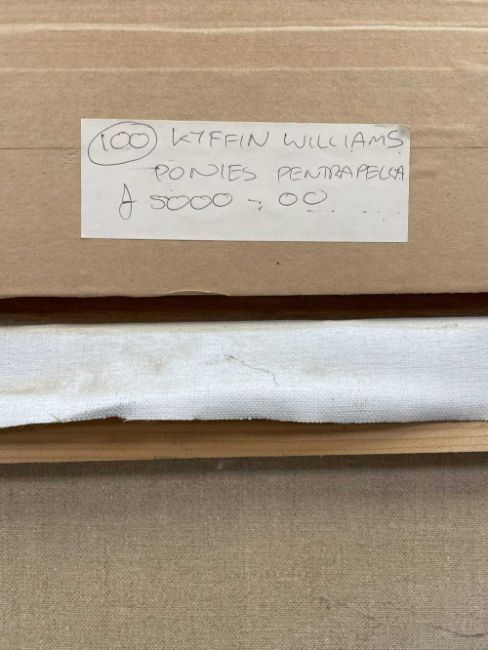 100 KYFFIN WILLIAMS
PONIES PENTRAPELLA
£ 5000 - 00